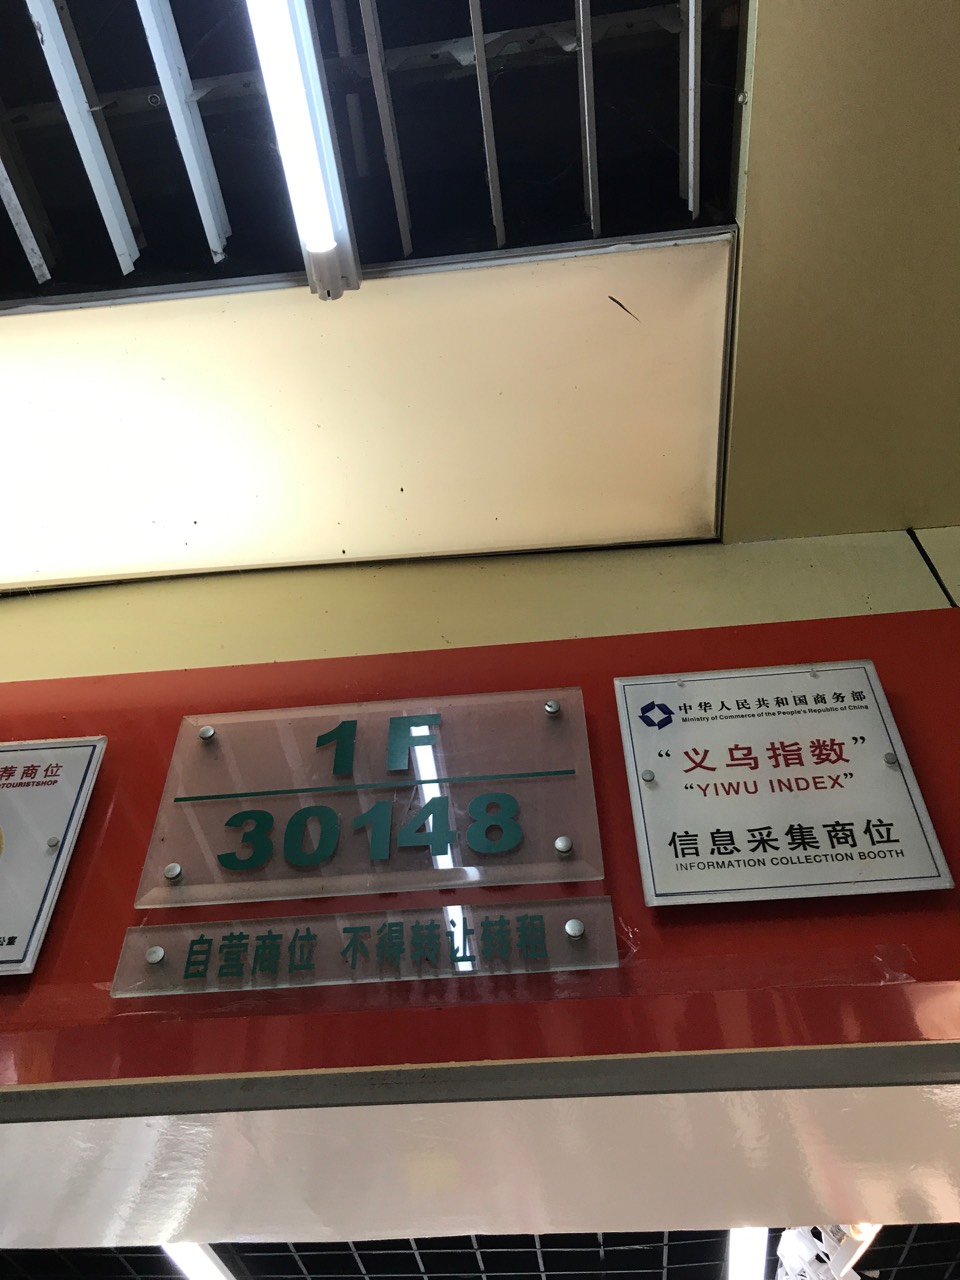 荐商位
TOURISTSHOP
公室
1F
30148
自营商位 不得转让转租
中华人民共和国商务部
Ministry of Commerce of the People's Republic of China
“义乌指数”
“YIWU INDEX”
信息采集商位
INFORMATION COLLECTION BOOTH